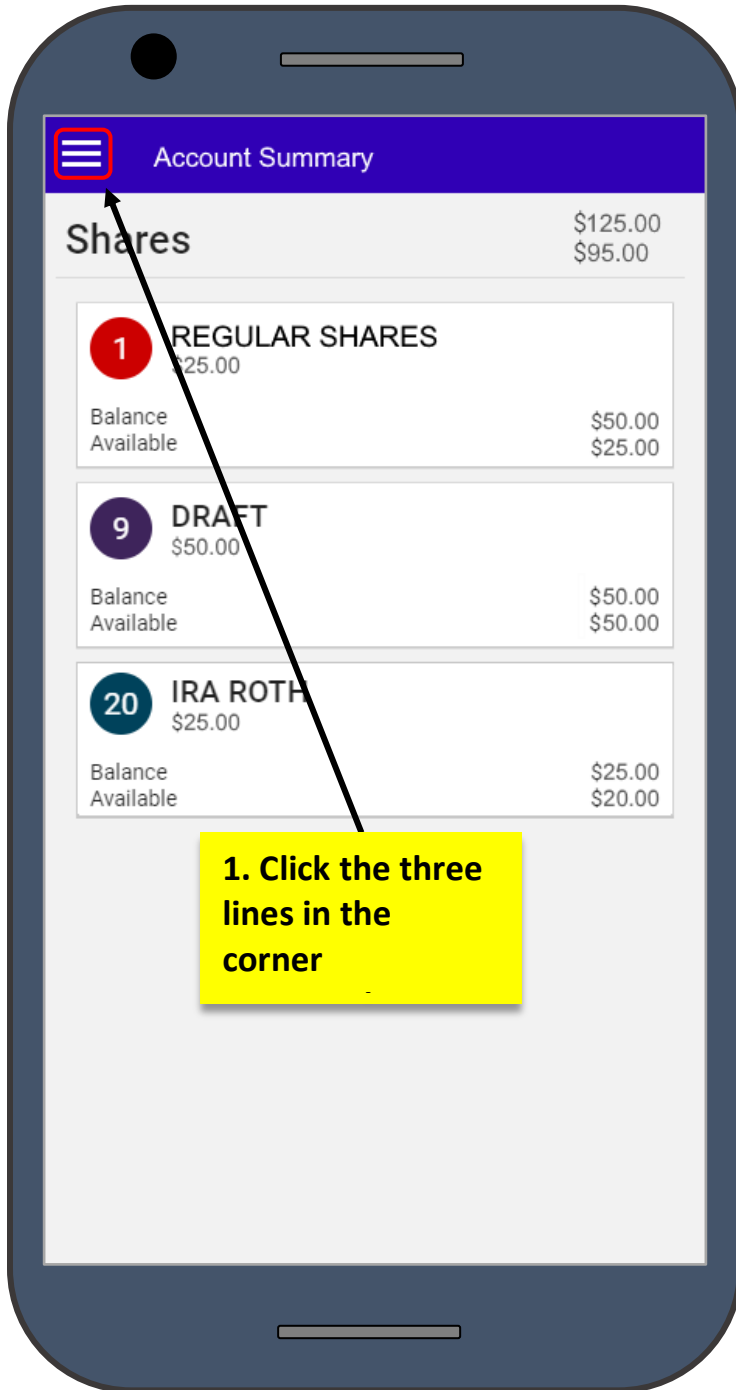 Account Summary
Shares $125.00
$95.00
1 REGULAR SHARES
$25.00
Balance $50.00
Available $25.00
9 DRAFT
$50.00
Balance $50.00
Available $50.00
20 IRA ROTH
$25.00
Balance $25.00
Available $20.00
1. Click the three
lines in the
corner